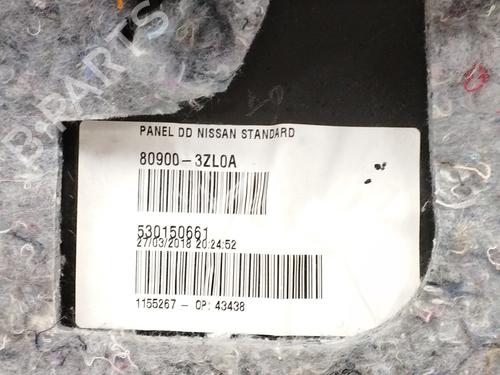 B-PARTS
PANEL DD NISSAN STANDARD
80900-3ZL0A
530150661
27/03/2018 20:24:52
1155267 - OP: 43438